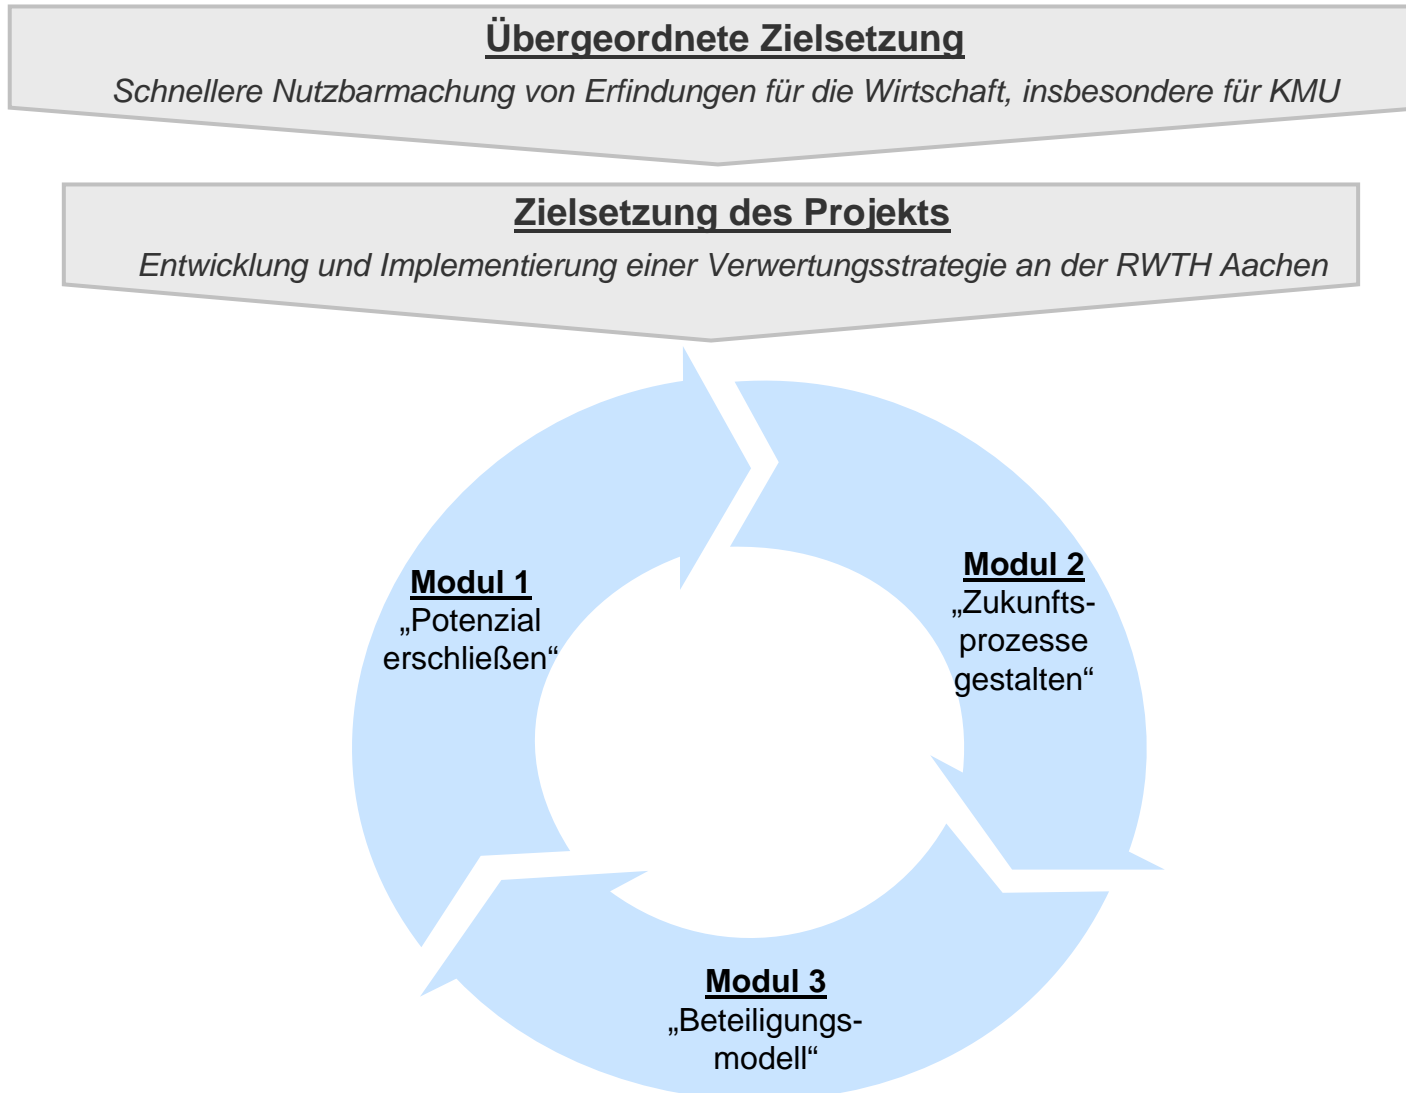 Übergeordnete Zielsetzung
Schnellere Nutzbarmachung von Erfindungen für die Wirtschaft, insbesondere für KMU
Zielsetzung des Projekts
Entwicklung und Implementierung einer Verwertungsstrategie an der RWTH Aachen
Modul 1
„Potenzial
erschließen“
Modul 2
„Zukunfts-
prozesse
gestalten“
Modul 3
„Beteiligungs-
modell“